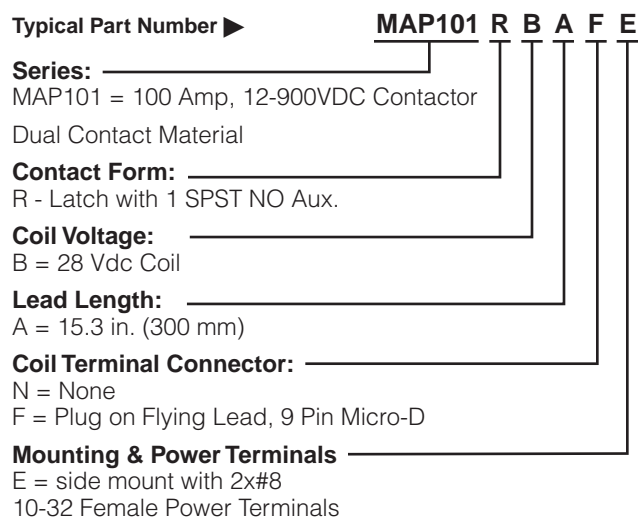 Typical Part Number ▶ MAP101 R B A F E
Series:
MAP101 = 100 Amp, 12-900VDC Contactor
Dual Contact Material
Contact Form:
R - Latch with 1 SPST NO Aux.
Coil Voltage:
B = 28 Vdc Coil
Lead Length:
A = 15.3 in. (300 mm)
Coil Terminal Connector:
N = None
F = Plug on Flying Lead, 9 Pin Micro-D
Mounting & Power Terminals
E = side mount with 2x#8
10-32 Female Power Terminals